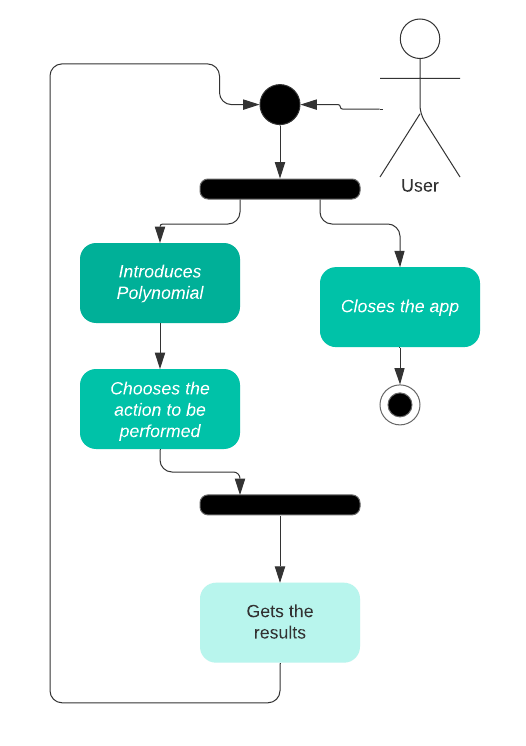 User
Introduces
Polynomial
Closes the app
Chooses the
action to be
performed
Gets the
results